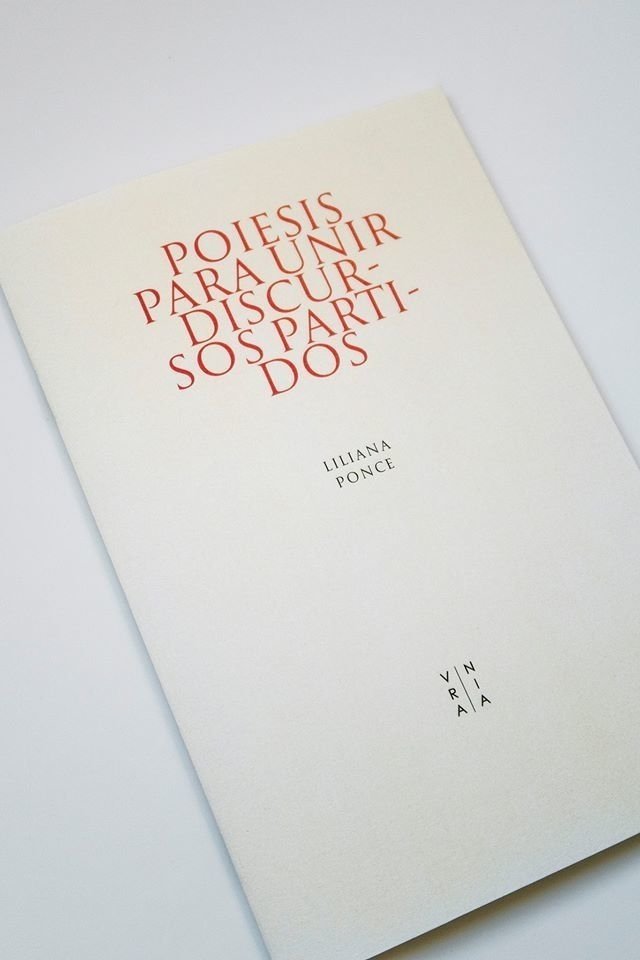 POIESIS
PARA UNIR
DISCUR-
SOS PARTI-
DOS
LILIANA
PONCE
V N
R I
A A